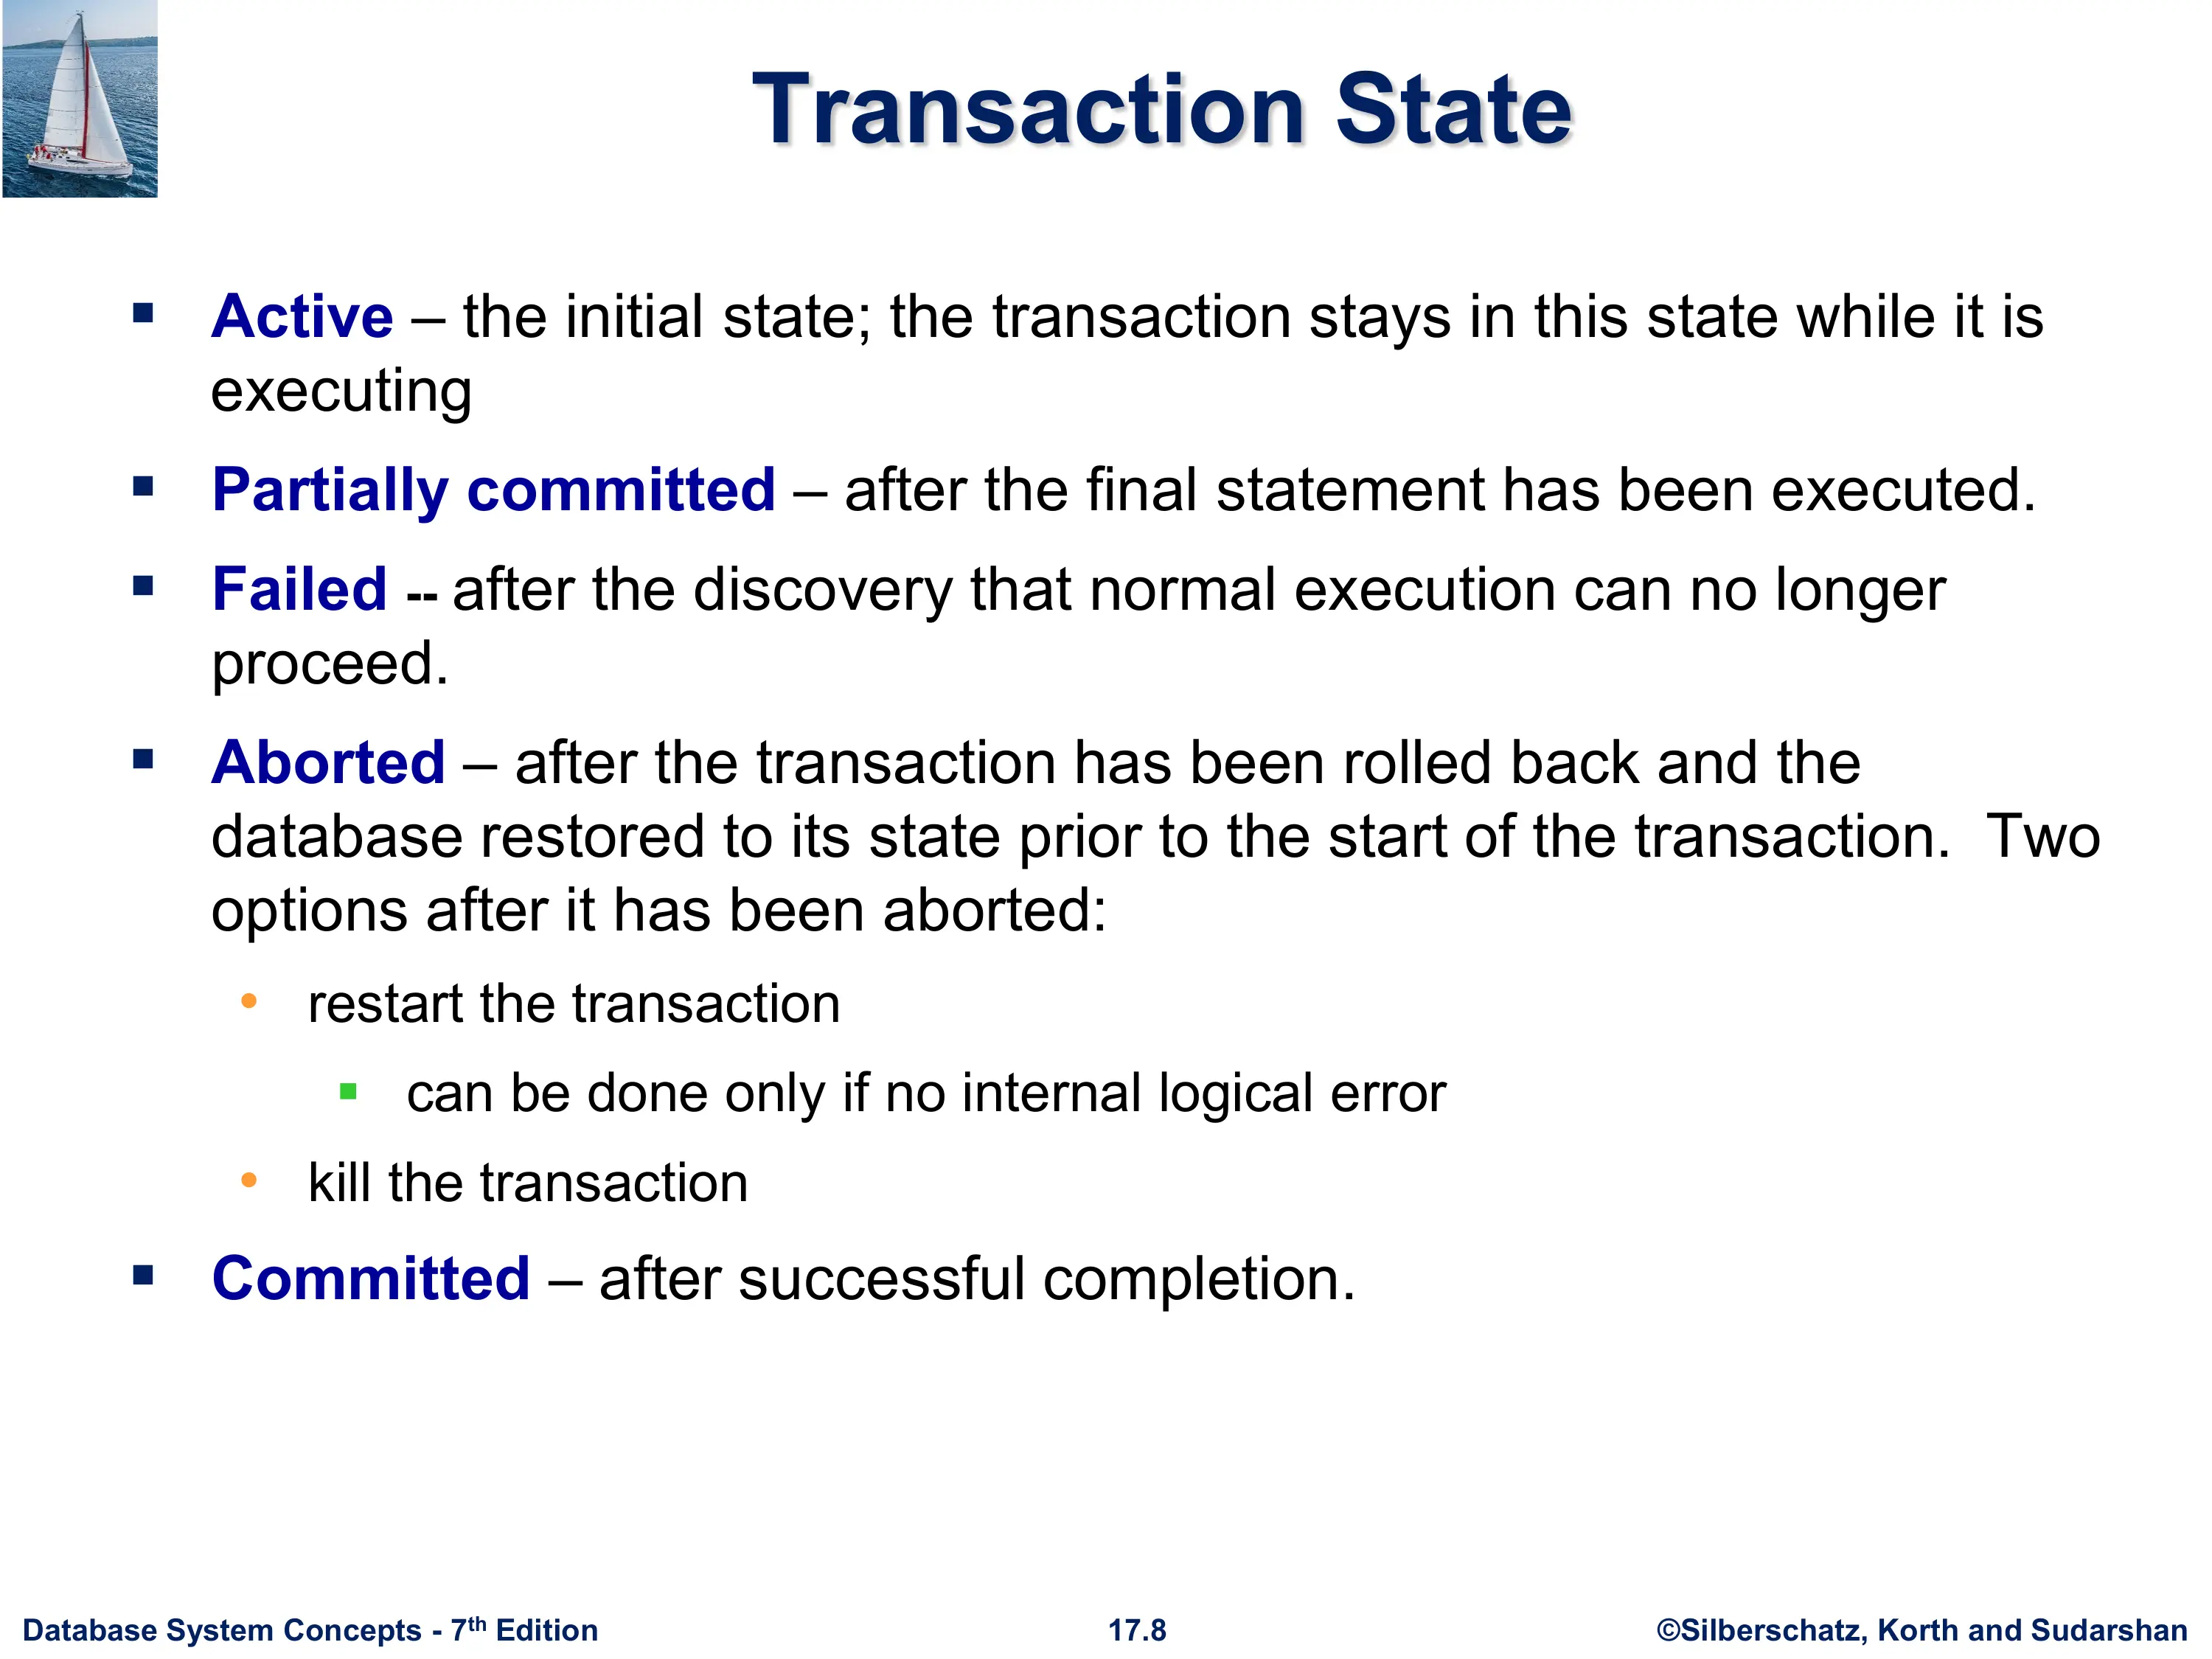 Transaction State
▪ Active – the initial state; the transaction stays in this state while it is
executing
▪ Partially committed – after the final statement has been executed.
▪ Failed -- after the discovery that normal execution can no longer
proceed.
▪ Aborted – after the transaction has been rolled back and the
database restored to its state prior to the start of the transaction.  Two
options after it has been aborted:
• restart the transaction
▪ can be done only if no internal logical error
• kill the transaction
▪ Committed – after successful completion.
Database System Concepts - 7th Edition
17.8
©Silberschatz, Korth and Sudarshan